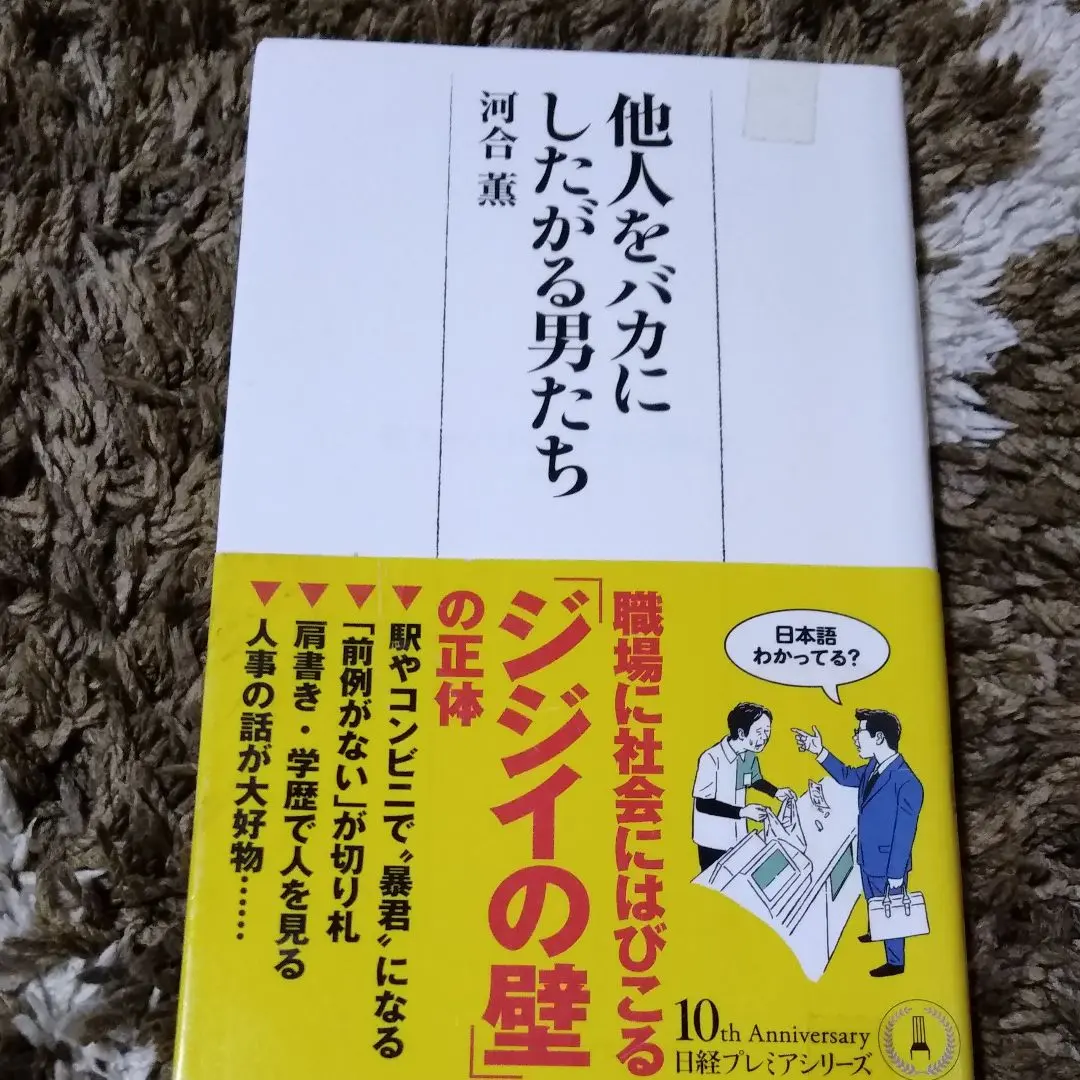 他人をバカに
したがる男たち
河合 薫
職場に社会にはびこる
「ジジイの壁」
の正体
▼駅やコンビニで〝暴君〟になる
▼「前例がない」が切り札
▼肩書き・学歴で人を見る
▼人事の話が大好物……
日本語
わかってる?
10th Anniversary
日経プレミアシリーズ